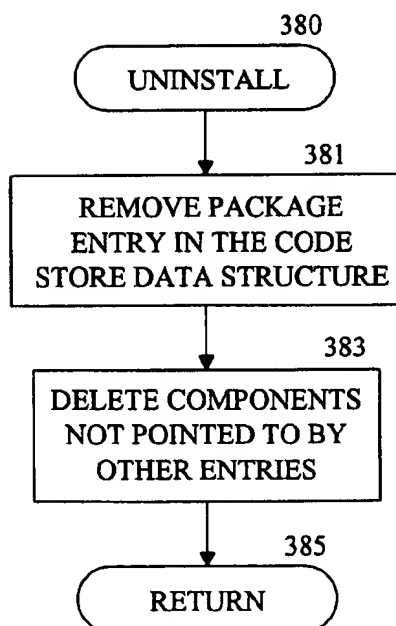 380
UNINSTALL
381
REMOVE PACKAGE
ENTRY IN THE CODE
STORE DATA STRUCTURE
383
DELETE COMPONENTS
NOT POINTED TO BY
OTHER ENTRIES
385
RETURN